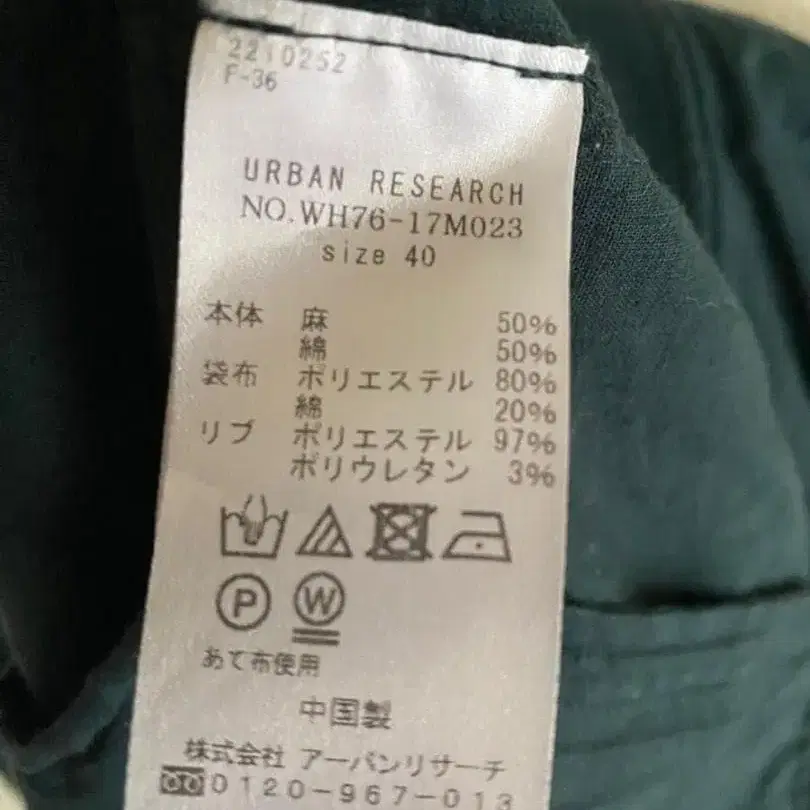 2210252
F-36
URBAN RESEARCH
NO.WH76-17M023
size 40
本体 麻 50%
綿 50%
袋布 ポリエステル 80%
綿 20%
リブ ポリエステル 97%
ポリウレタン 3%
P W
あて布使用
中国製
株式会社 アーバンリサーチ
0120-967-013